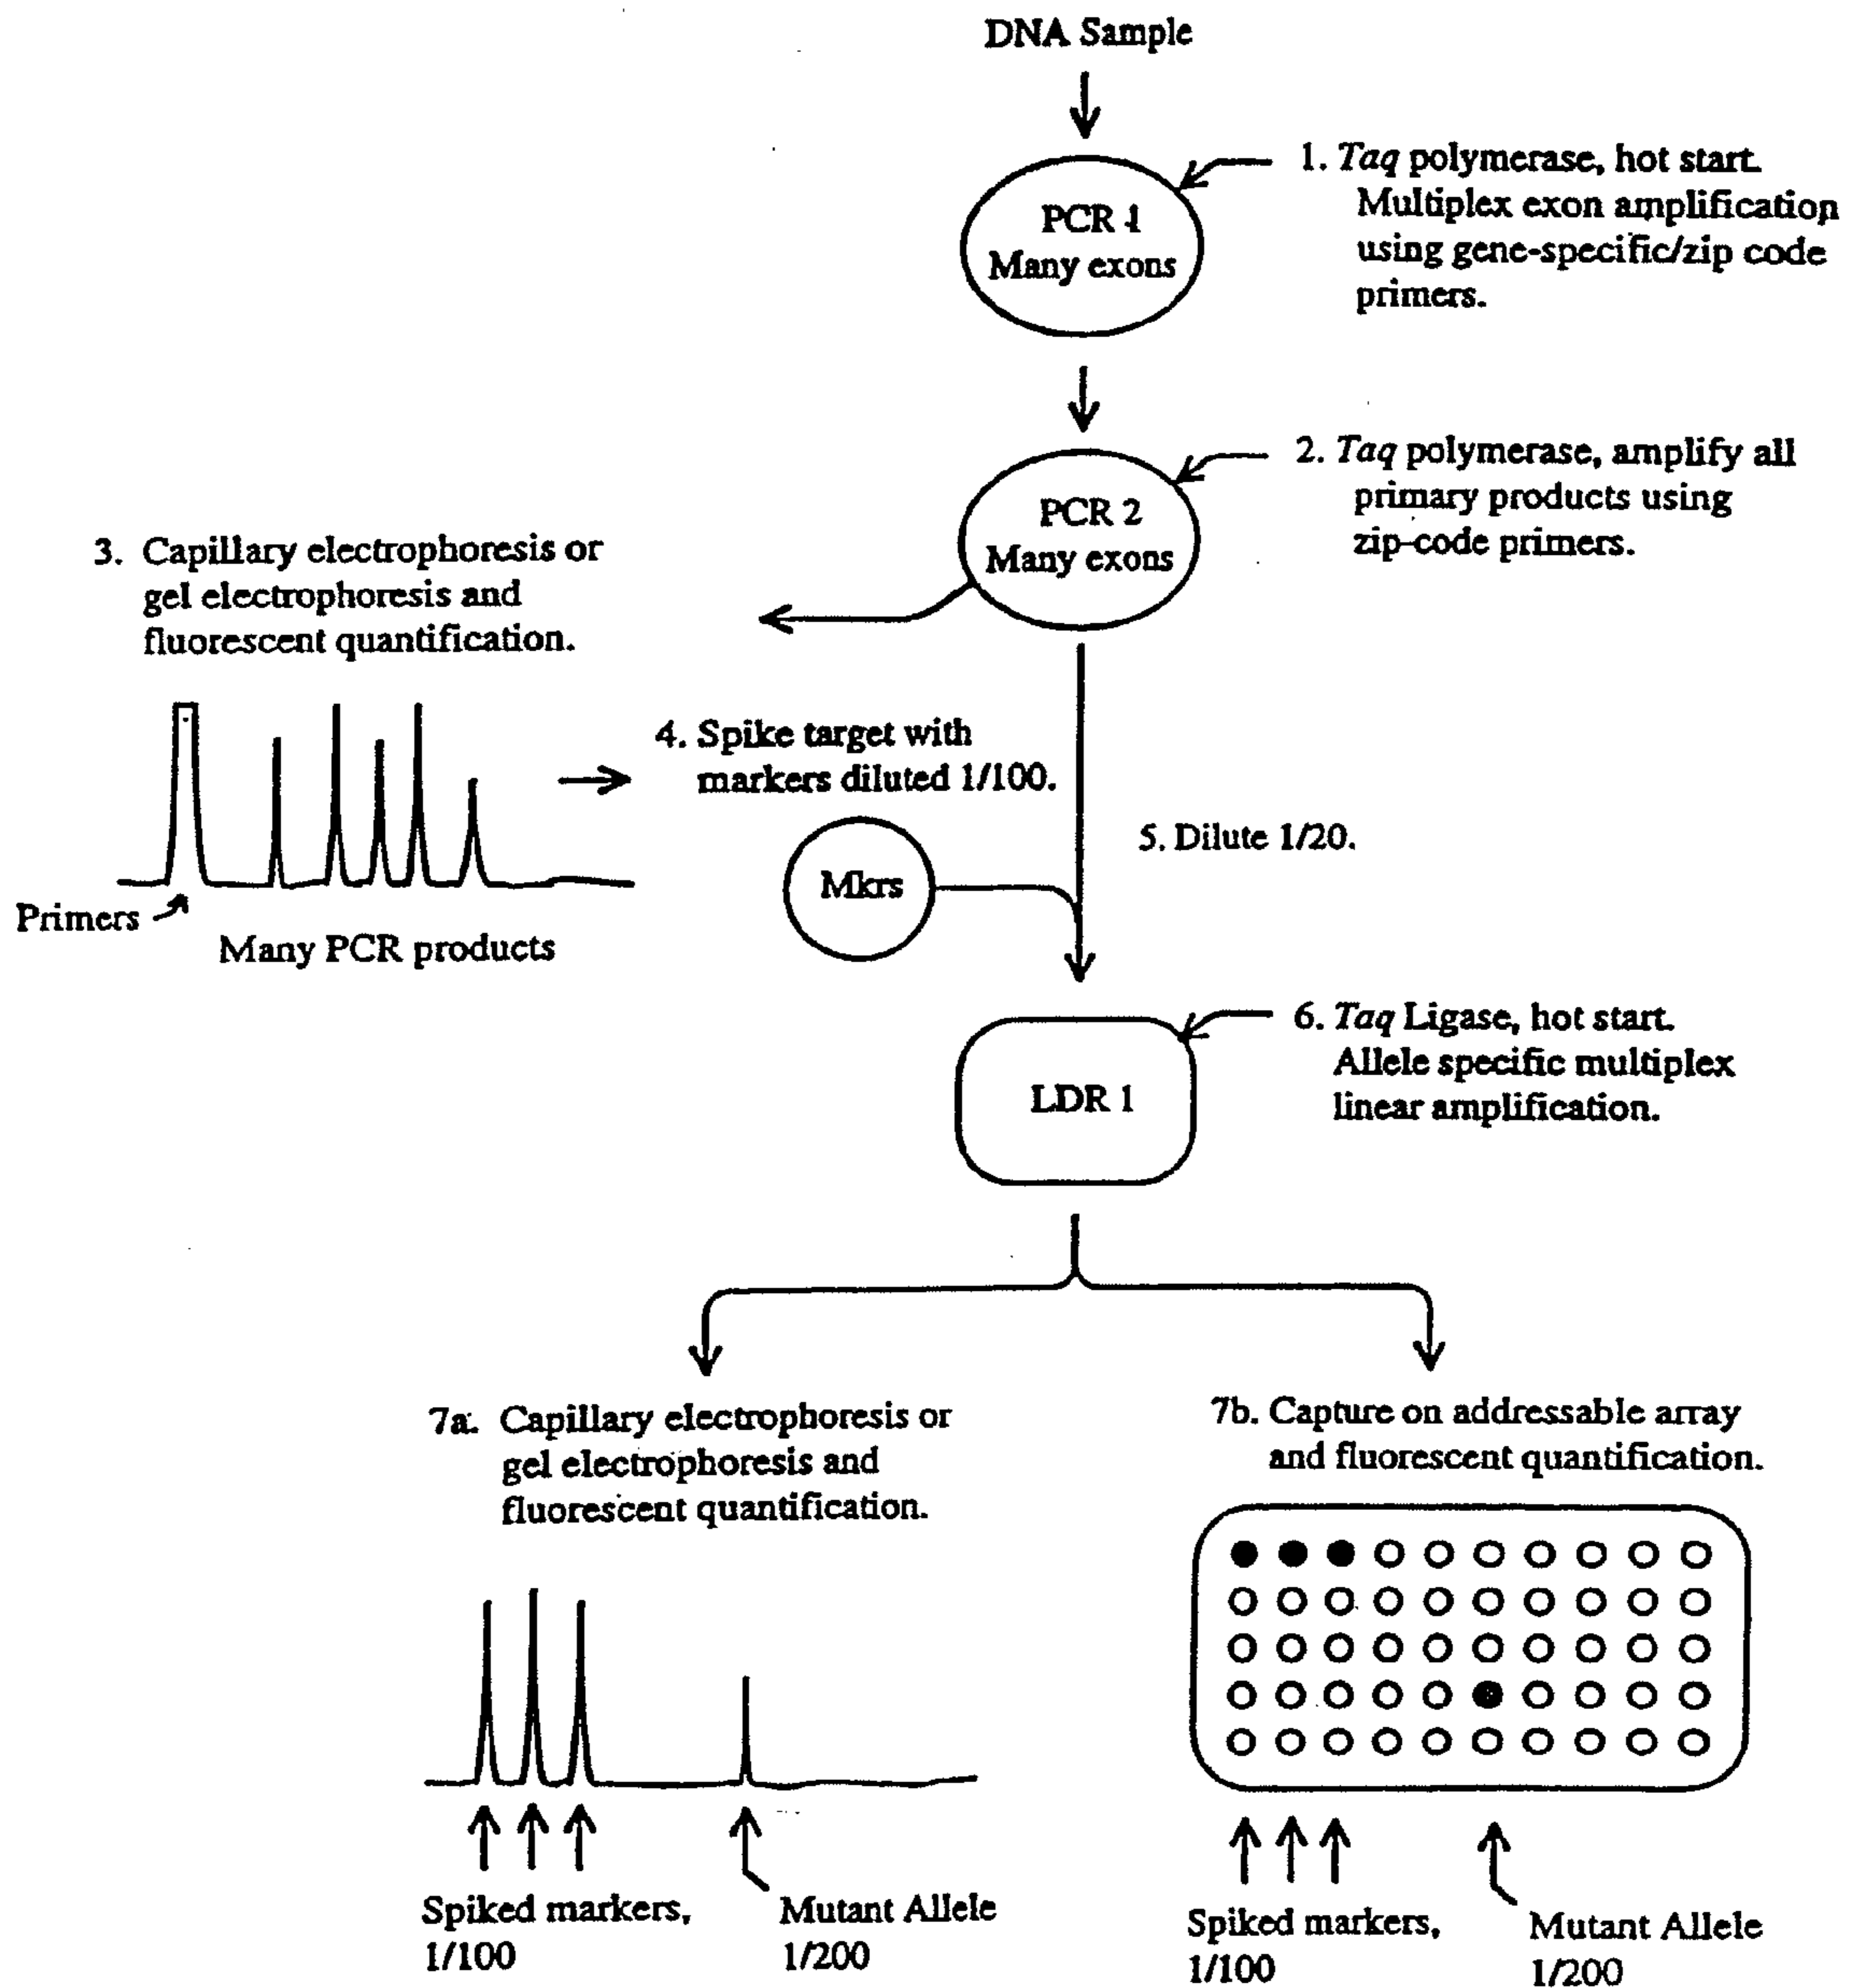 DNA Sample
1. Taq polymerase, hot start.
Multiplex exon amplification
using gene-specific/zip code
primers.
PCR 1
Many exons
2. Taq polymerase, amplify all
primary products using
zip-code primers.
PCR 2
Many exons
3. Capillary electrophoresis or
gel electrophoresis and
fluorescent quantification.
Primers
Many PCR products
4. Spike target with
markers diluted 1/100.
Mkrs
5. Dilute 1/20.
6. Taq Ligase, hot start.
Allele specific multiplex
linear amplification.
LDR 1
7a. Capillary electrophoresis or
gel electrophoresis and
fluorescent quantification.
Spiked markers,
1/100
Mutant Allele
1/200
7b. Capture on addressable array
and fluorescent quantification.
Spiked markers,
1/100
Mutant Allele
1/200